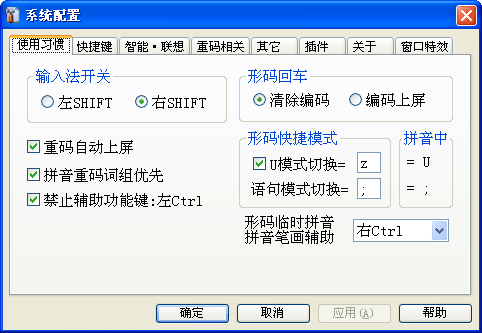 系统配置
使用习惯 快捷键 智能·联想 重码相关 其它 插件 关于 窗口特效
输入法开关
左SHIFT 右SHIFT
形码回车
清除编码 编码上屏
重码自动上屏
拼音重码词组优先
禁止辅助功能键:左Ctrl
形码快捷模式 拼音中
U模式切换= z = U
语句模式切换= ; = ;
形码临时拼音
拼音笔画辅助
右Ctrl
确定 取消 应用(A) 帮助